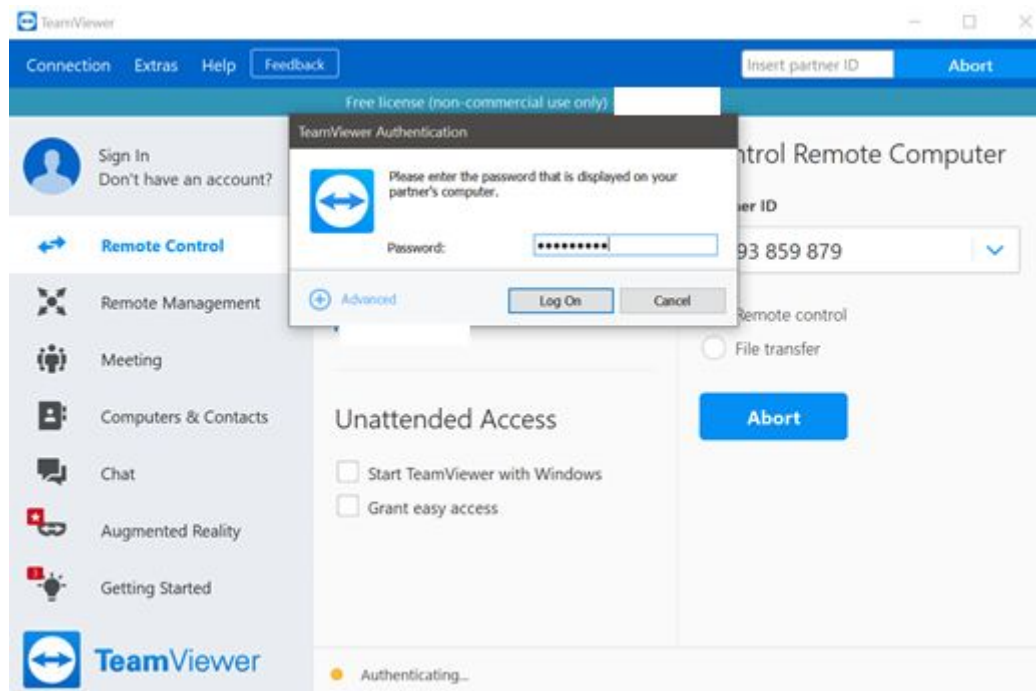 TeamViewer
Connection Extras Help Feedback
Insert partner ID Abort
Free license (non-commercial use only)
Sign In
Don't have an account?
Remote Control
Remote Management
Meeting
Computers & Contacts
Chat
Augmented Reality
Getting Started
TeamViewer
TeamViewer Authentication
Please enter the password that is displayed on your
partner's computer.
Password: •••••••••
Advanced
Log On Cancel
Unattended Access
Start TeamViewer with Windows
Grant easy access
Authenticating...
ntrol Remote Computer
ner ID
93 859 879
Remote control
File transfer
Abort